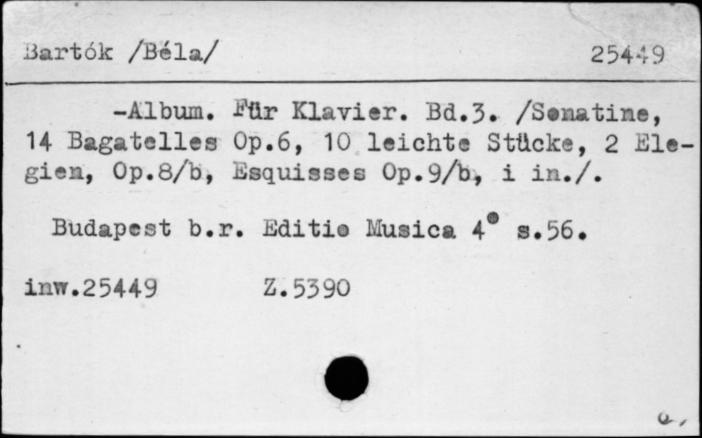 Bartók /Béla/ 25449
-Album. Für Klavier. Bd.3. /Sonatine,
14 Bagatelles Op.6, 10 leichte Stücke, 2 Ele-
gien, Op.8/b, Esquisses Op.9/b, i in./.
Budapest b.r. Editio Musica 4° s.56.
inw.25449 Z.5390